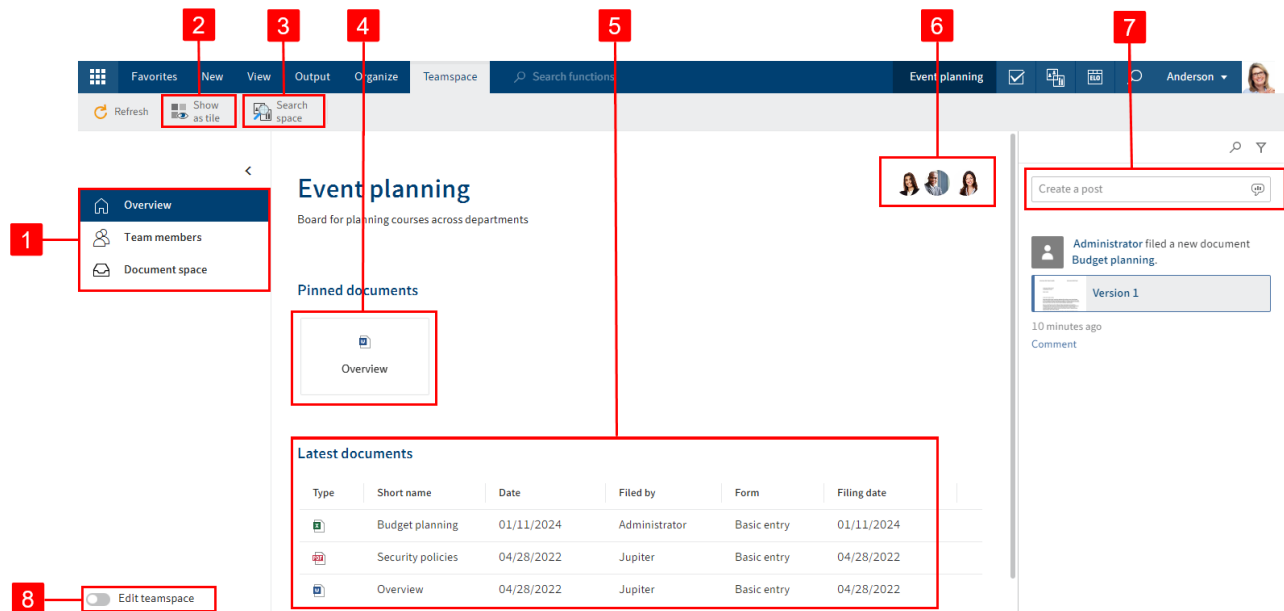 2
3
4
5
6
7
Favorites New View Output Organize Teamspace Search functions Event planning ELO Anderson
Refresh Show as tile Search space
Event planning
Board for planning courses across departments
Create a post
1
Overview
Team members
Document space
Administrator filed a new document
Budget planning.
Version 1
10 minutes ago
Comment
Pinned documents
Overview
Latest documents
Type Short name Date Filed by Form Filing date
Budget planning 01/11/2024 Administrator Basic entry 01/11/2024
Security policies 04/28/2022 Jupiter Basic entry 04/28/2022
Overview 04/28/2022 Jupiter Basic entry 04/28/2022
8
Edit teamspace